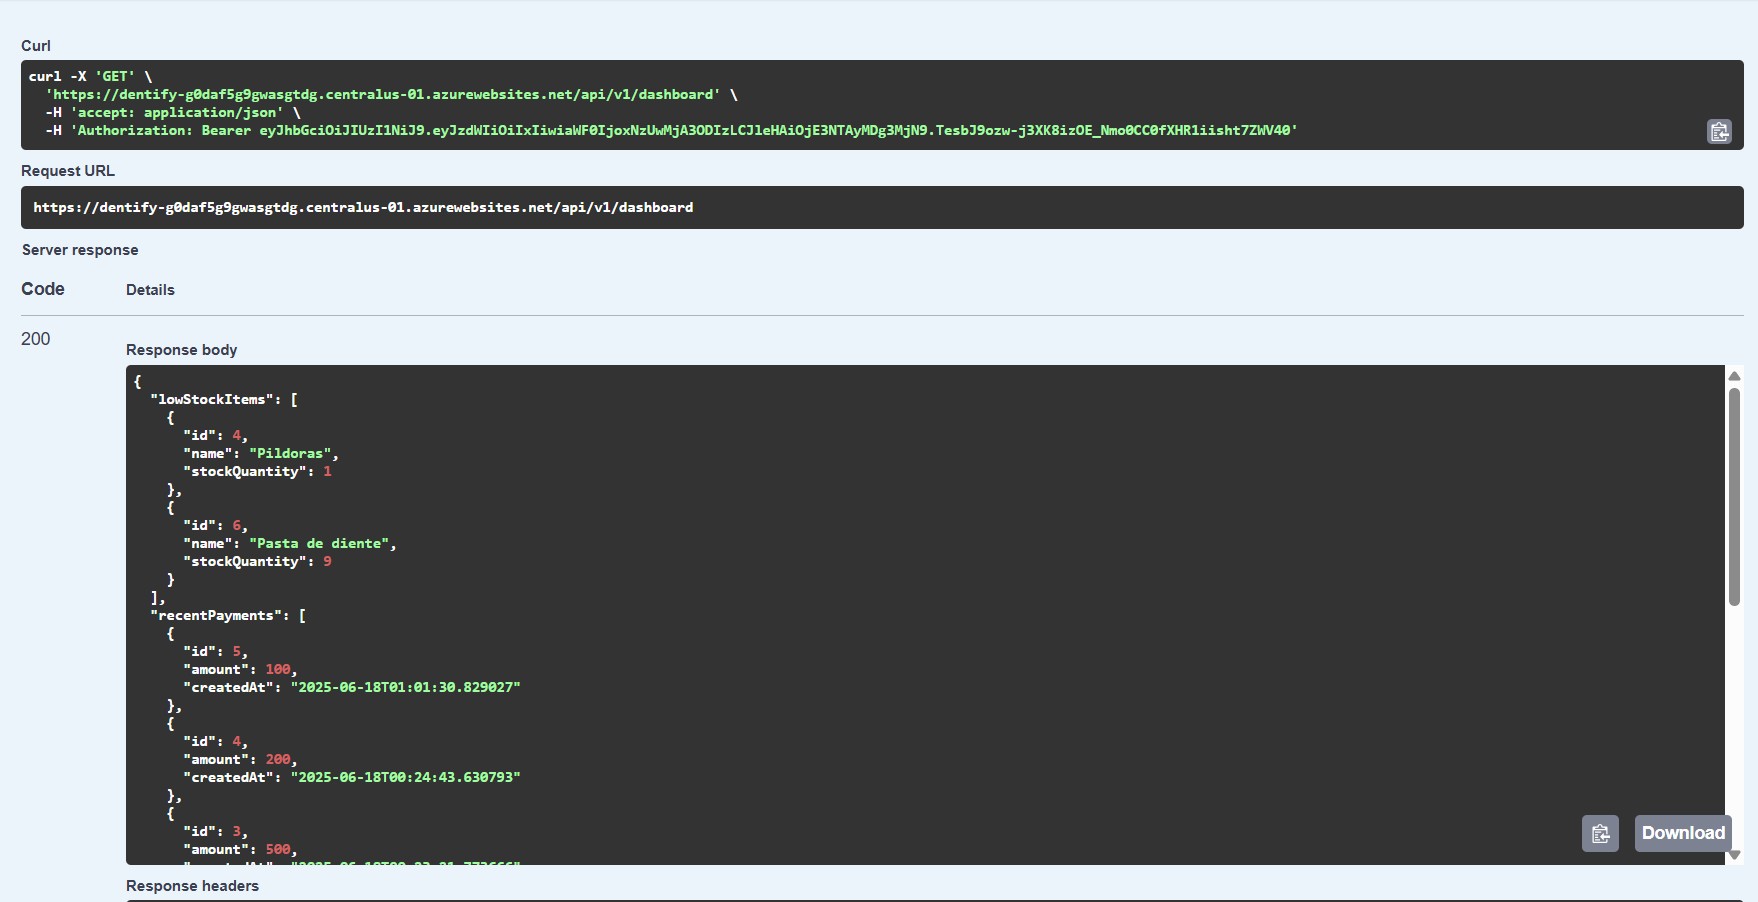 Curl
curl -X 'GET' \
'https://dentify-g0daf5g9gwasgtdg.centralus-01.azurewebsites.net/api/v1/dashboard' \
-H 'accept: application/json' \
-H 'Authorization: Bearer eyJhbGciOiJIUzI1NiJ9.eyJzdWIiOiIxIiwiaWF0IjoxNzUwMjA3ODIzLCJleHAiOjE3NTAyMDg3MjN9.TesbJ9ozw-j3XK8izOE_Nmo0CC0fXHR1iisht7ZWV40'
Request URL
https://dentify-g0daf5g9gwasgtdg.centralus-01.azurewebsites.net/api/v1/dashboard
Server response
Code Details
200
Response body
{
"lowStockItems": [
{
"id": 4,
"name": "Pildoras",
"stockQuantity": 1
},
{
"id": 6,
"name": "Pasta de diente",
"stockQuantity": 9
}
],
"recentPayments": [
{
"id": 5,
"amount": 100,
"createdAt": "2025-06-18T01:01:30.829027"
},
{
"id": 4,
"amount": 200,
"createdAt": "2025-06-18T00:24:43.630793"
},
{
"id": 3,
"amount": 500,
Download
Response headers